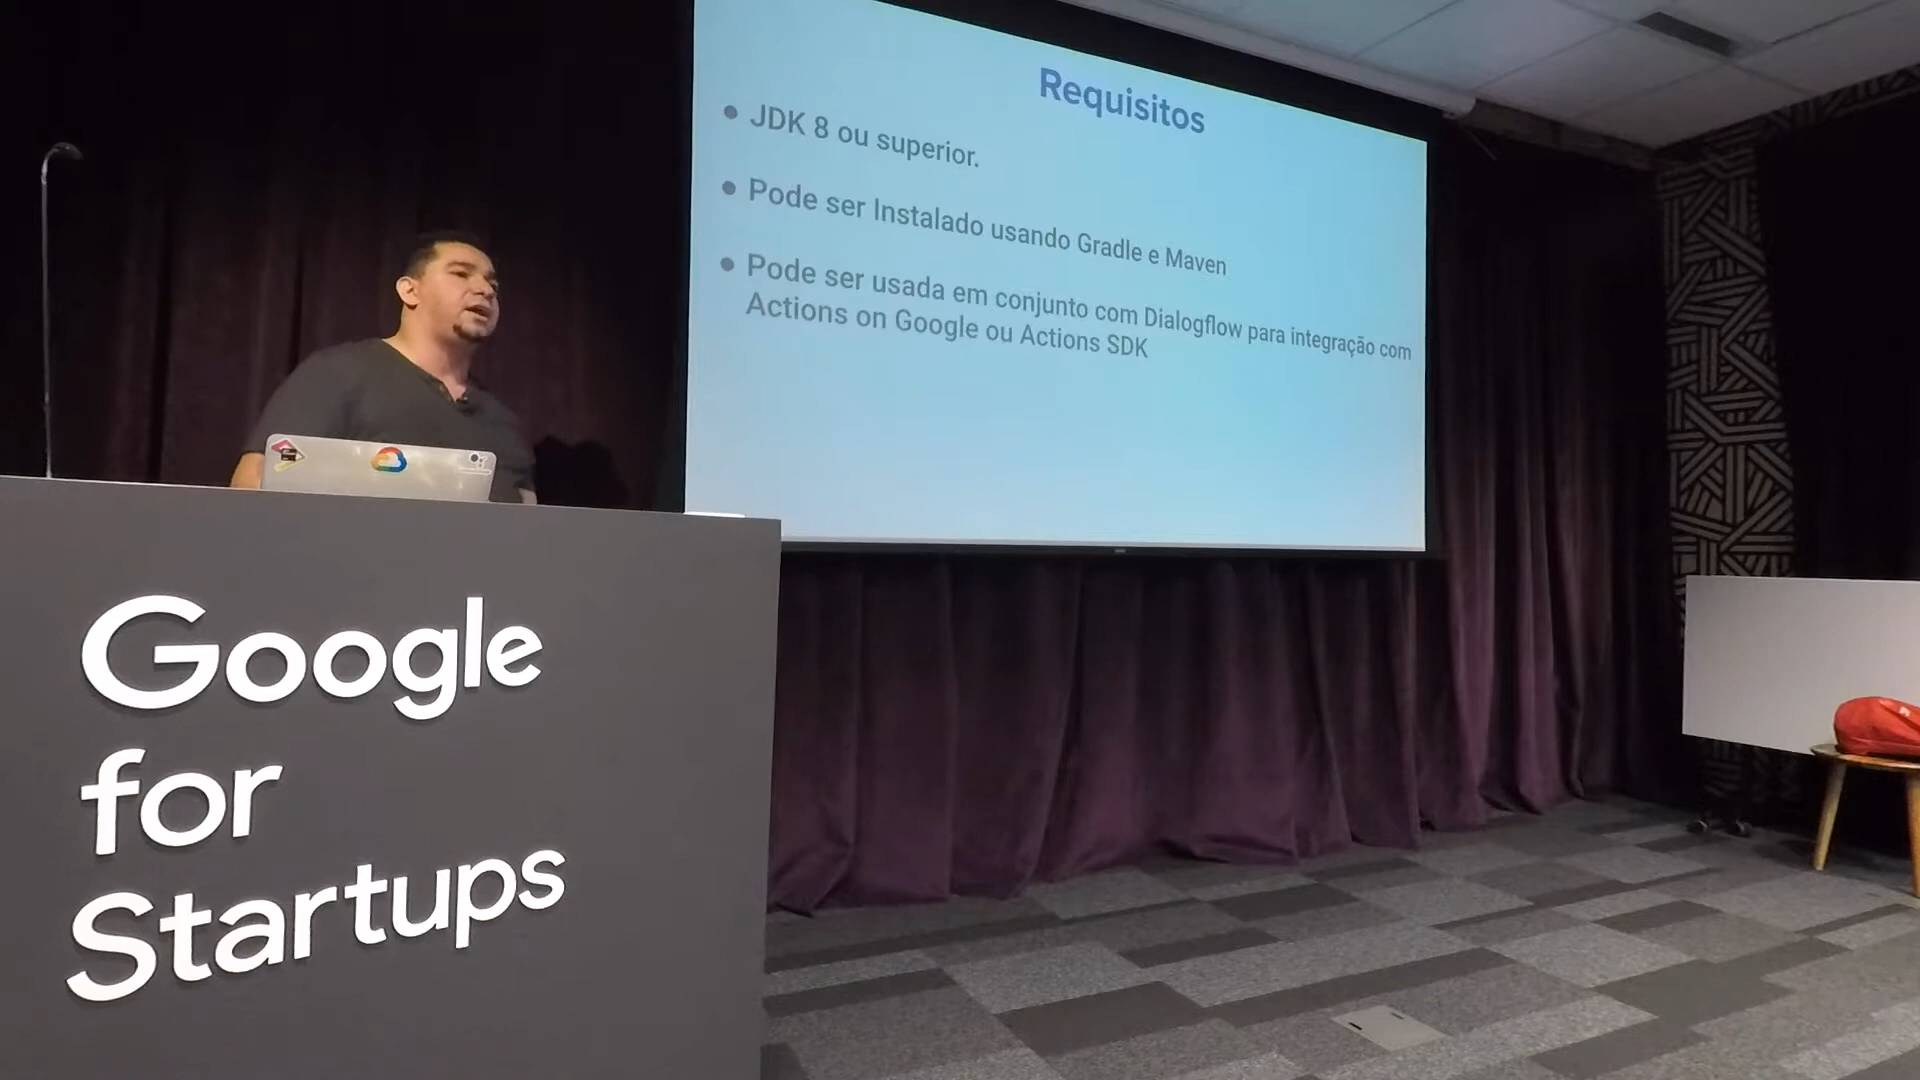 Requisitos
● JDK 8 ou superior.
● Pode ser Instalado usando Gradle e Maven
● Pode ser usada em conjunto com Dialogflow para integração com
Actions on Google ou Actions SDK
Google
for
Startups